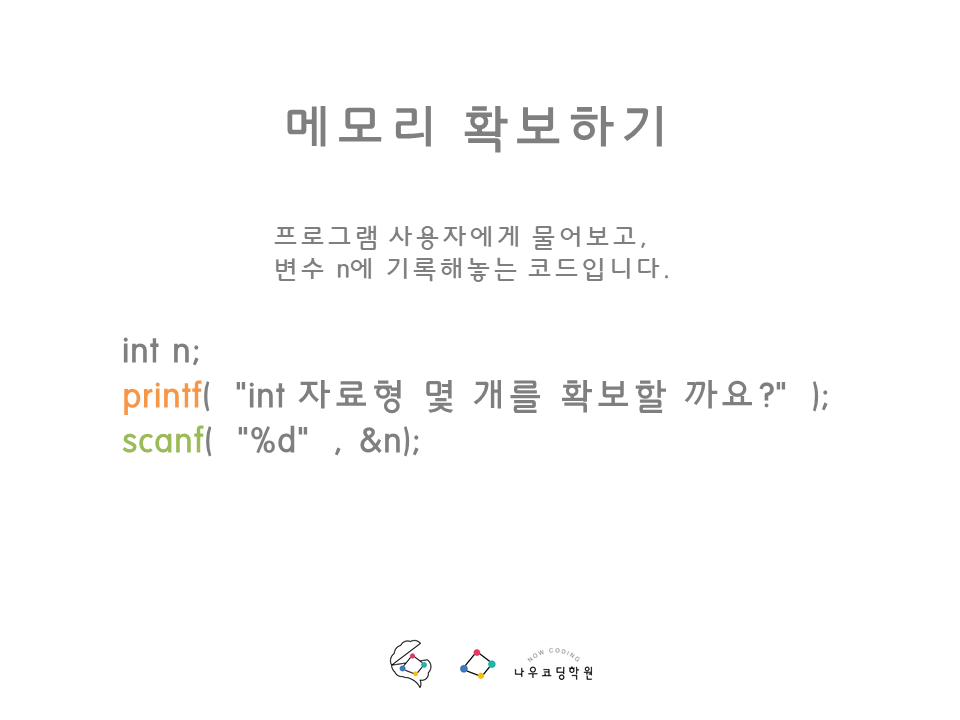 메모리 확보하기
프로그램 사용자에게 물어보고,
변수 n에 기록해놓는 코드입니다.
int n;
printf( "int 자료형 몇 개를 확보할 까요?" );
scanf( "%d" , &n);
NOW CODING
나우코딩학원